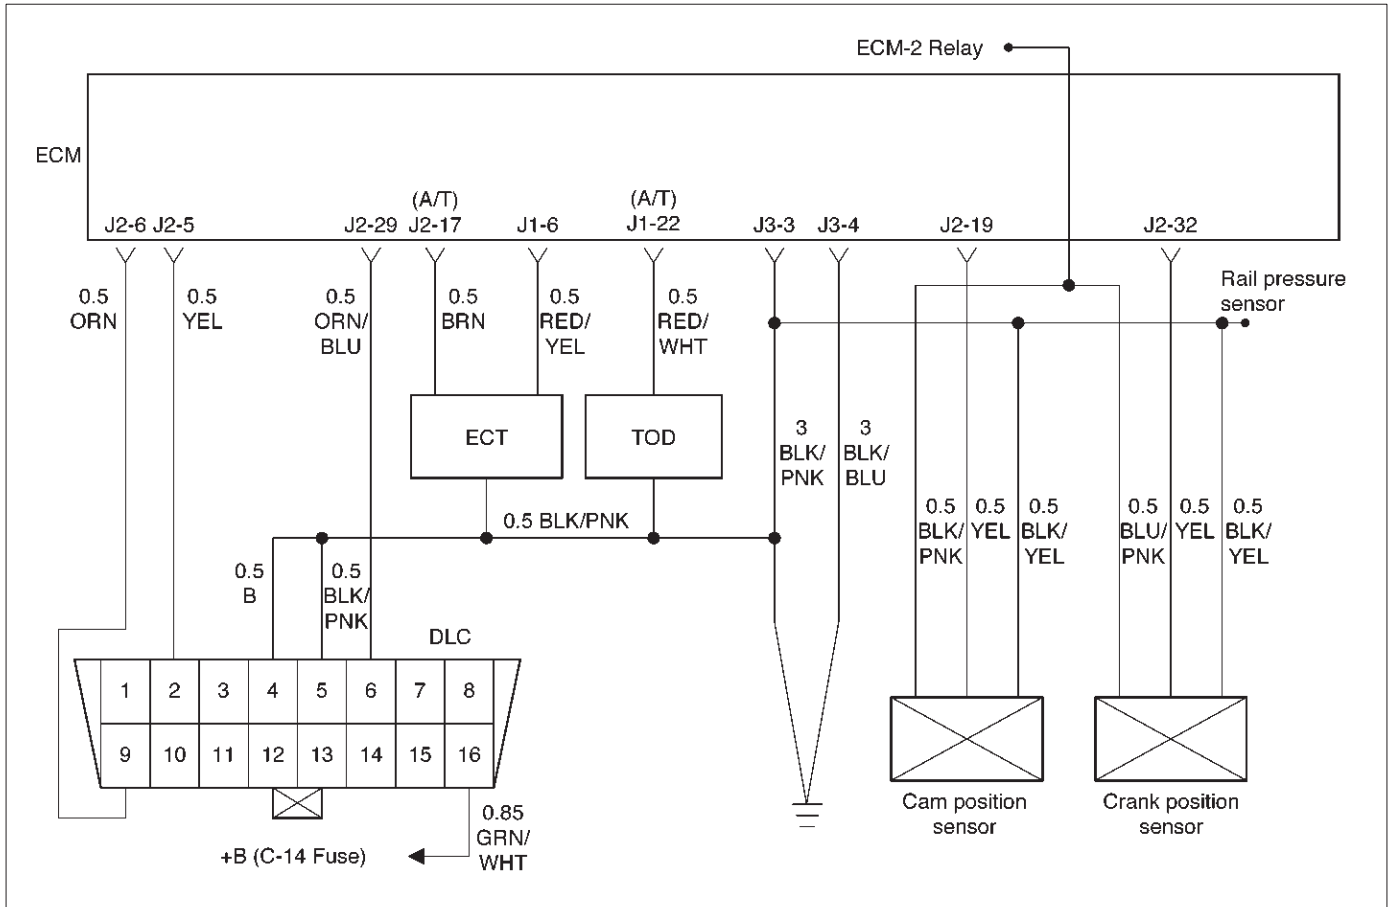 ECM-2 Relay
ECM
(A/T)
(A/T)
J2-6
J2-5
J2-29
J2-17
J1-6
J1-22
J3-3
J3-4
J2-19
J2-32
Rail pressure
sensor
0.5
ORN
0.5
YEL
0.5
ORN/
BLU
0.5
BRN
0.5
RED/
YEL
0.5
RED/
WHT
ECT
TOD
3
BLK/
PNK
3
BLK/
BLU
0.5
BLK/
PNK
0.5
YEL
0.5
BLK/
YEL
0.5
BLU/
PNK
0.5
YEL
0.5
BLK/
YEL
0.5 BLK/PNK
0.5
B
0.5
BLK/
PNK
DLC
1 2 3 4 5 6 7 8
9 10 11 12 13 14 15 16
Cam position
sensor
Crank position
sensor
0.85
GRN/
WHT
+B (C-14 Fuse)